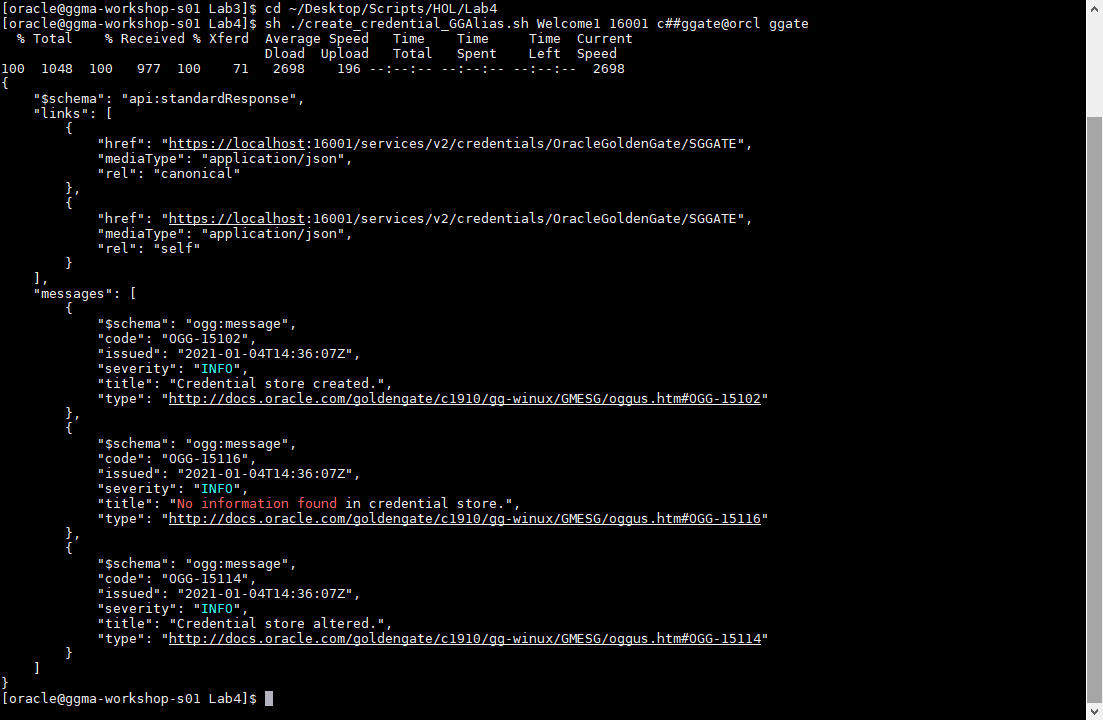 [oracle@ggma-workshop-s01 Lab3]$ cd ~/Desktop/Scripts/HOL/Lab4
[oracle@ggma-workshop-s01 Lab4]$ sh ./create_credential_GGAlias.sh Welcome1 16001 c##ggate@orcl ggate
  % Total    % Received % Xferd  Average Speed   Time    Time     Time  Current
                                 Dload  Upload   Total   Spent    Left  Speed
100  1048  100   977  100    71   2698    196 --:--:-- --:--:-- --:--:--  2698
{
    "$schema": "api:standardResponse",
    "links": [
        {
            "href": "https://localhost:16001/services/v2/credentials/OracleGoldenGate/SGGATE",
            "mediaType": "application/json",
            "rel": "canonical"
        },
        {
            "href": "https://localhost:16001/services/v2/credentials/OracleGoldenGate/SGGATE",
            "mediaType": "application/json",
            "rel": "self"
        }
    ],
    "messages": [
        {
            "$schema": "ogg:message",
            "code": "OGG-15102",
            "issued": "2021-01-04T14:36:07Z",
            "severity": "INFO",
            "title": "Credential store created.",
            "type": "http://docs.oracle.com/goldengate/c1910/gg-winux/GMESG/oggus.htm#OGG-15102"
        },
        {
            "$schema": "ogg:message",
            "code": "OGG-15116",
            "issued": "2021-01-04T14:36:07Z",
            "severity": "INFO",
            "title": "No information found in credential store.",
            "type": "http://docs.oracle.com/goldengate/c1910/gg-winux/GMESG/oggus.htm#OGG-15116"
        },
        {
            "$schema": "ogg:message",
            "code": "OGG-15114",
            "issued": "2021-01-04T14:36:07Z",
            "severity": "INFO",
            "title": "Credential store altered.",
            "type": "http://docs.oracle.com/goldengate/c1910/gg-winux/GMESG/oggus.htm#OGG-15114"
        }
    ]
}
[oracle@ggma-workshop-s01 Lab4]$